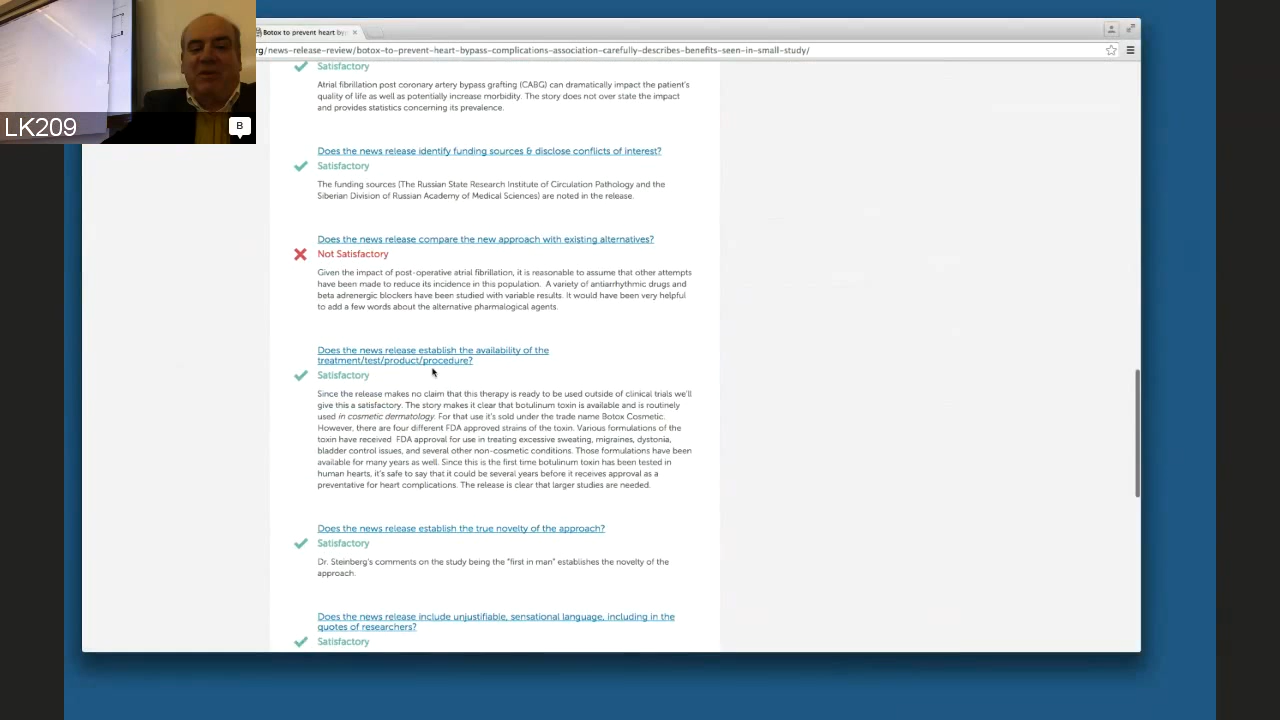 Botox to prevent heart by
rg/news-release-review/botox-to-prevent-heart-bypass-complications-association-carefully-describes-benefits-seen-in-small-study/
LK209
B
Satisfactory
Atrial fibrillation post coronary artery bypass grafting (CABG) can dramatically impact the patient's
quality of life as well as potentially increase morbidity. The story does not over state the impact
and provides statistics concerning its prevalence.
Does the news release identify funding sources & disclose conflicts of interest?
Satisfactory
The funding sources (The Russian State Research Institute of Circulation Pathology and the
Siberian Division of Russian Academy of Medical Sciences) are noted in the release.
Does the news release compare the new approach with existing alternatives?
Not Satisfactory
Given the impact of post-operative atrial fibrillation, it is reasonable to assume that other attempts
have been made to reduce its incidence in this population. A variety of antiarrhythmic drugs and
beta adrenergic blockers have been studied with variable results. It would have been very helpful
to add a few words about the alternative pharmalogical agents.
Does the news release establish the availability of the
treatment/test/product/procedure?
Satisfactory
Since the release makes no claim that this therapy is ready to be used outside of clinical trials we'll
give this a satisfactory. The story makes it clear that botulinum toxin is available and is routinely
used in cosmetic dermatology. For that use it's sold under the trade name Botox Cosmetic.
However, there are four different FDA approved strains of the toxin. Various formulations of the
toxin have received FDA approval for use in treating excessive sweating, migraines, dystonia,
bladder control issues, and several other non-cosmetic conditions. Those formulations have been
available for many years as well. Since this is the first time botulinum toxin has been tested in
human hearts, it's safe to say that it could be several years before it receives approval as a
preventative for heart complications. The release is clear that larger studies are needed.
Does the news release establish the true novelty of the approach?
Satisfactory
Dr. Steinberg's comments on the study being the "first in man" establishes the novelty of the
approach.
Does the news release include unjustifiable, sensational language, including in the
quotes of researchers?
Satisfactory